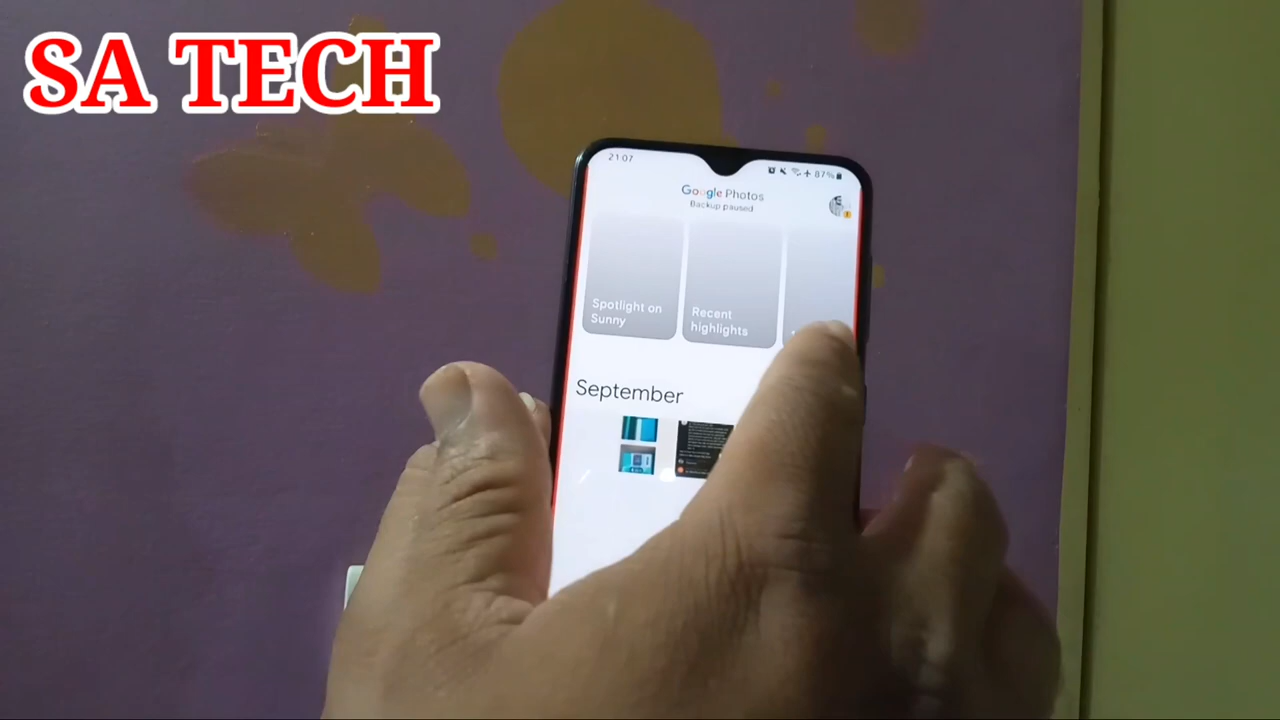 SA TECH
21:07
87%
Google Photos
Backup paused
Spotlight on
Sunny
Recent
highlights
September